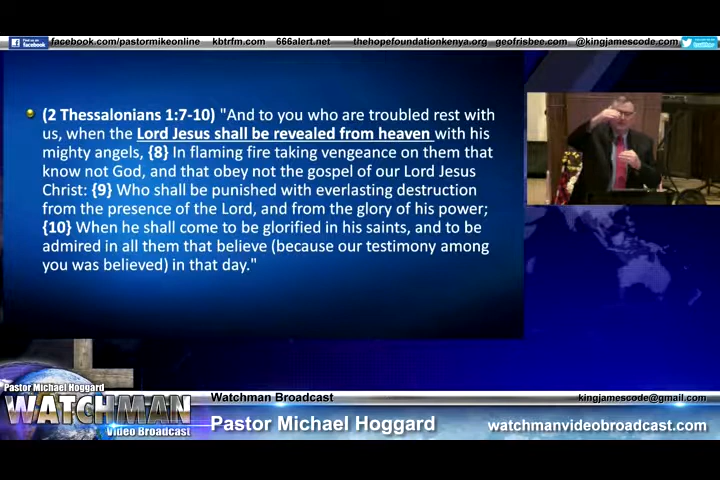 Find us on facebook
facebook.com/pastormikeonline kbtrfm.com 666alert.net thehopefoundationkenya.org geofrisbee.com @kingjamescode.com
(2 Thessalonians 1:7-10) "And to you who are troubled rest with
us, when the Lord Jesus shall be revealed from heaven with his
mighty angels, {8} In flaming fire taking vengeance on them that
know not God, and that obey not the gospel of our Lord Jesus
Christ: {9} Who shall be punished with everlasting destruction
from the presence of the Lord, and from the glory of his power;
{10} When he shall come to be glorified in his saints, and to be
admired in all them that believe (because our testimony among
you was believed) in that day."
Pastor Michael Hoggard
WATCHMAN
Video Broadcast
Watchman Broadcast
kingjamescode@gmail.com
Pastor Michael Hoggard
watchmanvideobroadcast.com